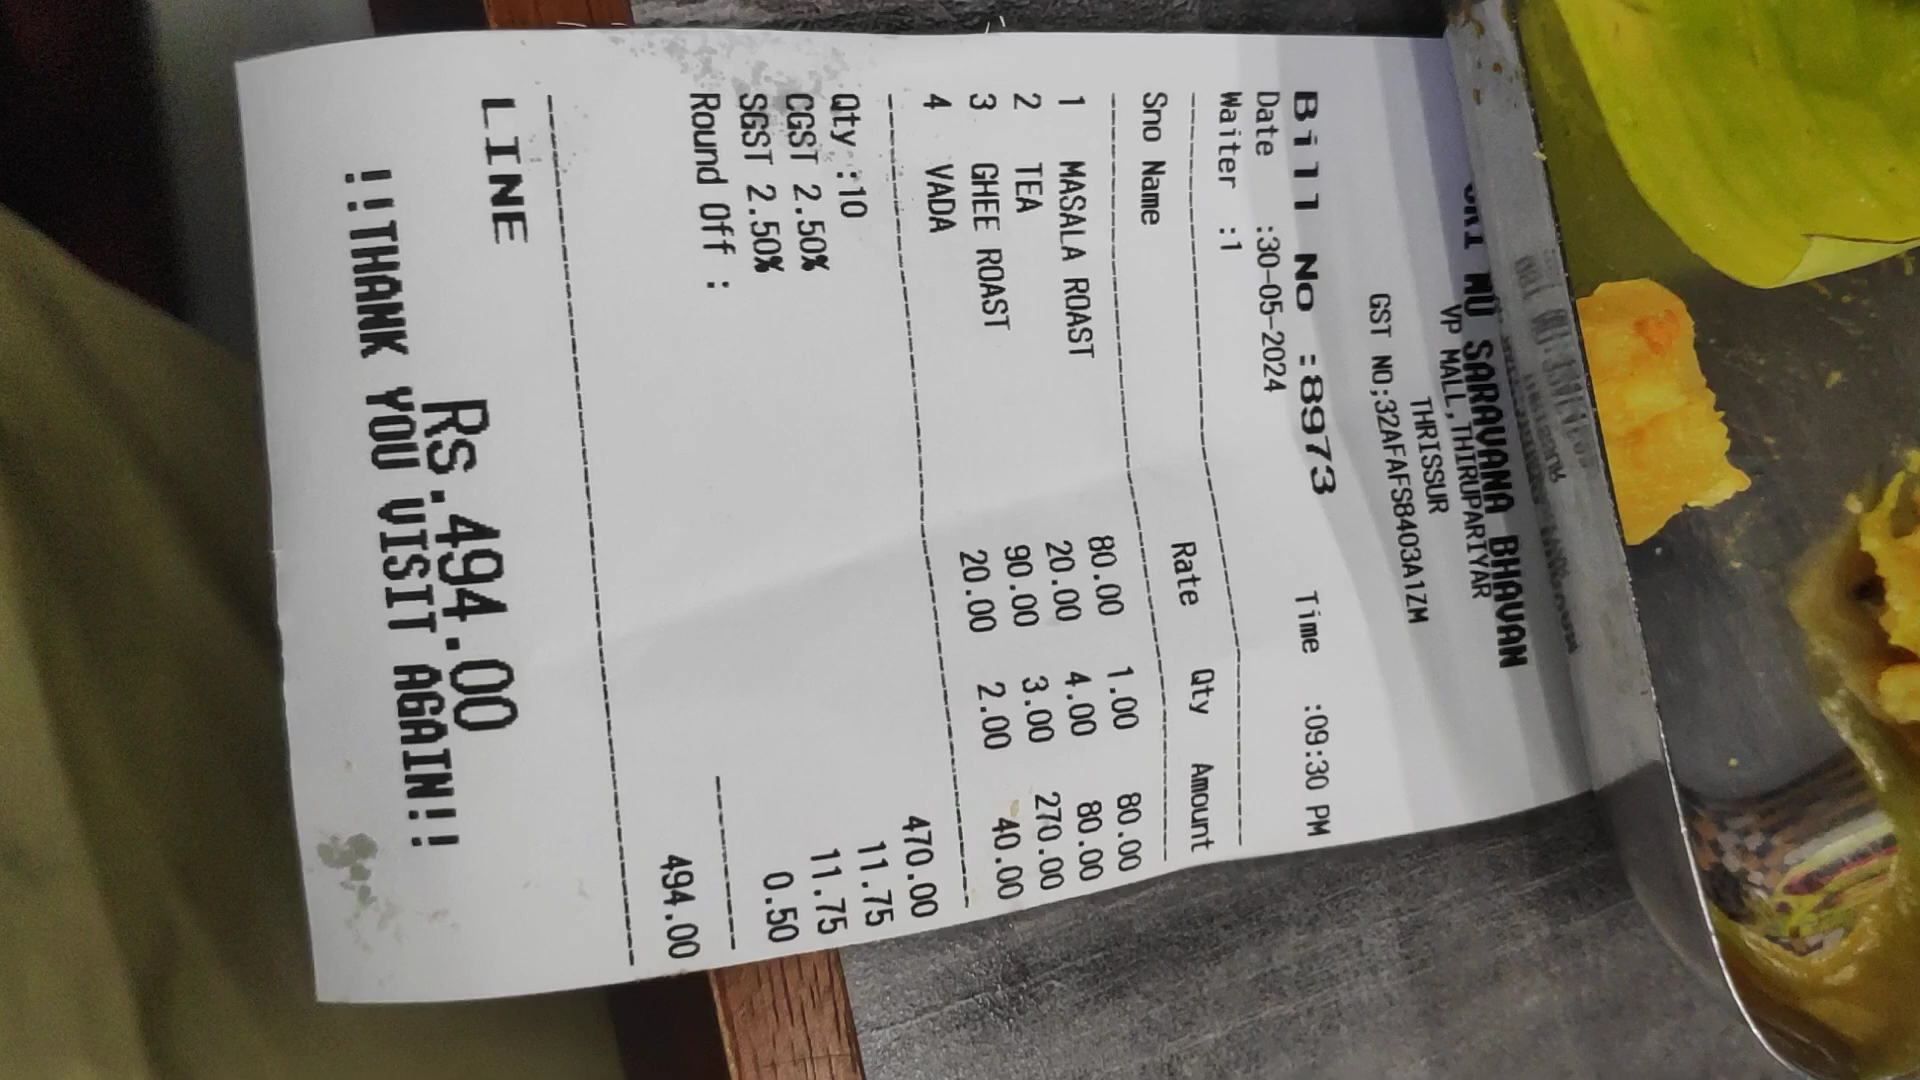 SRI MU SARAVANA BHAVAN
VP MALL,THIRUPARIYAR
THRISSUR
GST NO;32AFAFS8403A1ZM
Bill No :8973 Time :09:30 PM
Date :30-05-2024
Waiter :1
Sno Name Rate Qty Amount
1 MASALA ROAST 80.00 1.00 80.00
2 TEA 20.00 4.00 80.00
3 GHEE ROAST 90.00 3.00 270.00
4 VADA 20.00 2.00 40.00
Qty :10 470.00
CGST 2.50% 11.75
SGST 2.50% 11.75
Round Off : 0.50
494.00
LINE
Rs.494.00
!!THANK YOU VISIT AGAIN!!